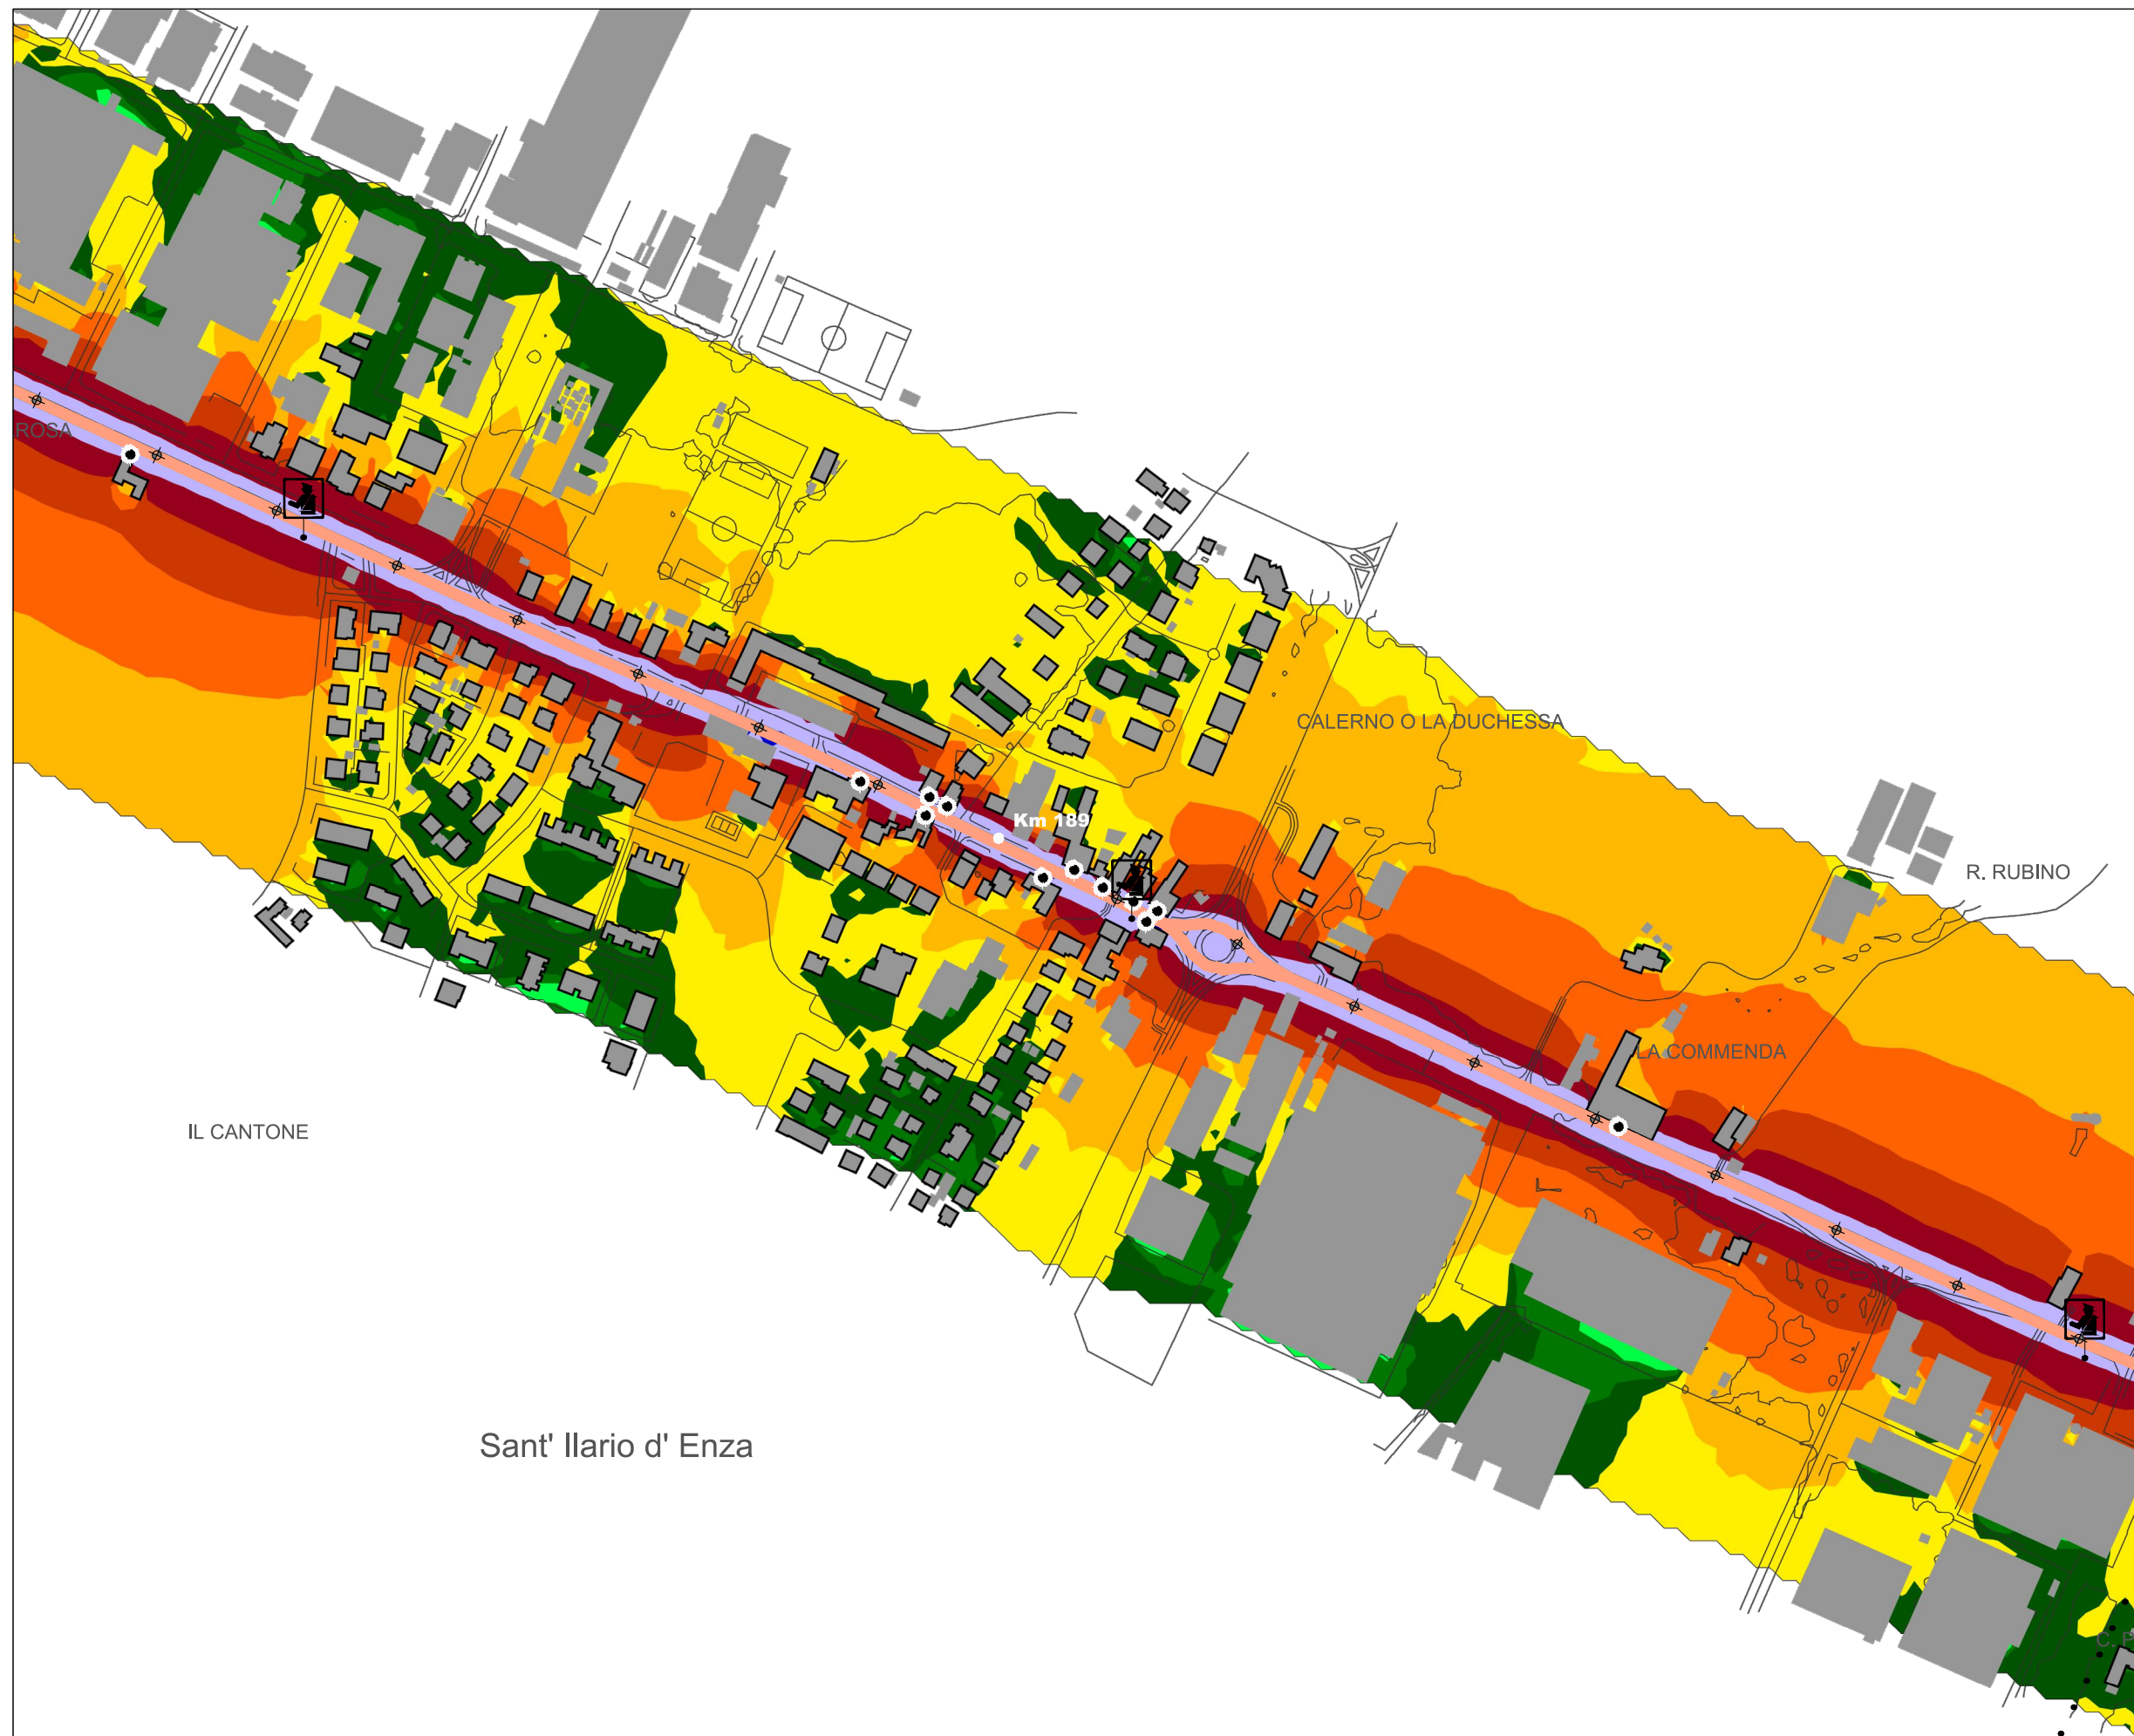 ROSA
CALERNO O LA DUCHESSA
Km 189
R. RUBINO
LA COMMENDA
IL CANTONE
Sant' Ilario d' Enza
C. P